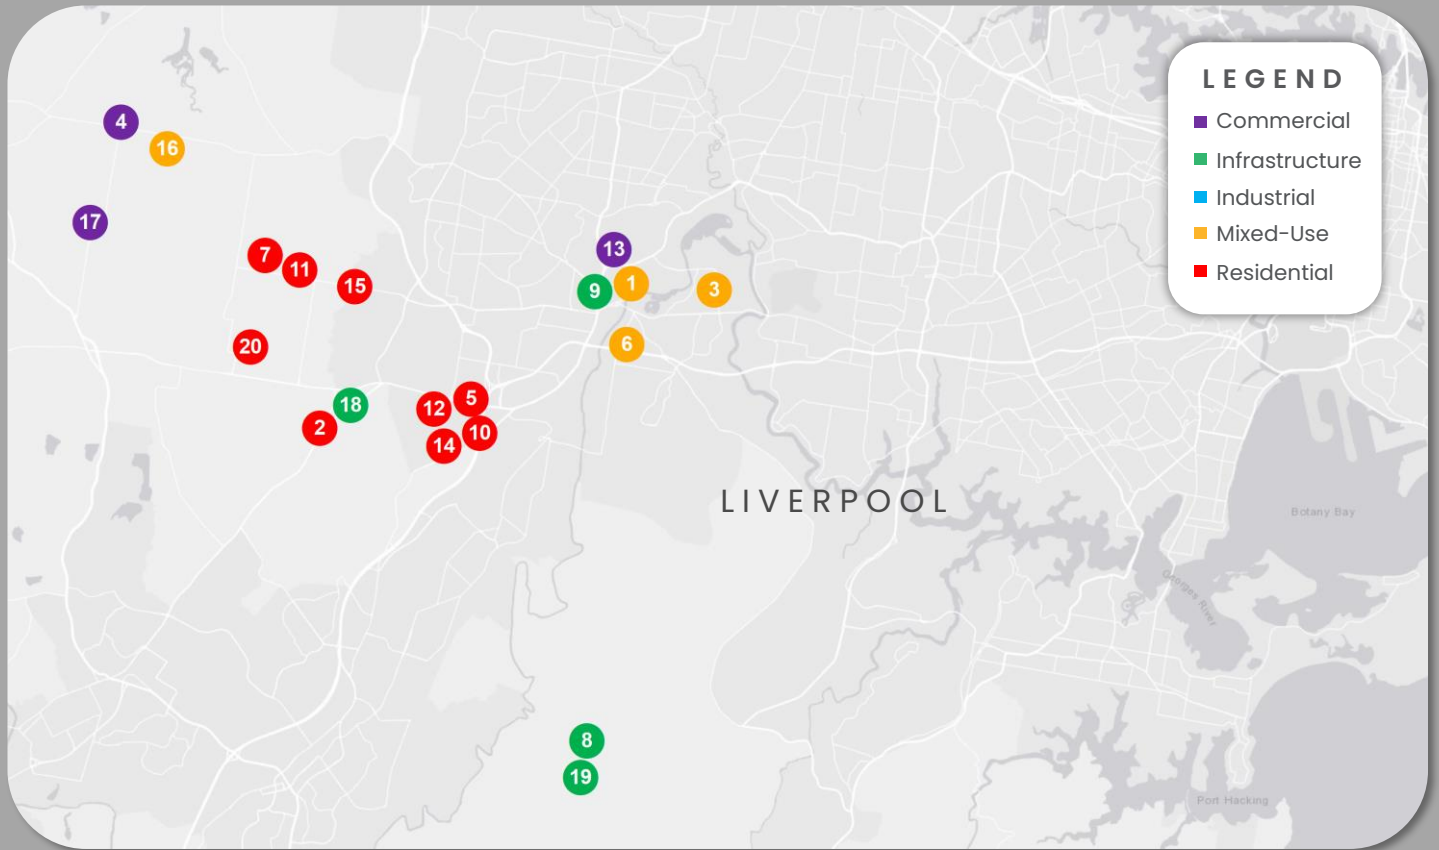 LEGEND
Commercial
Infrastructure
Industrial
Mixed-Use
Residential
4
16
17
7
11
15
20
18
2
12
5
14
10
13
9
1
3
6
LIVERPOOL
Botany Bay
Georges River
8
19
Port Hacking